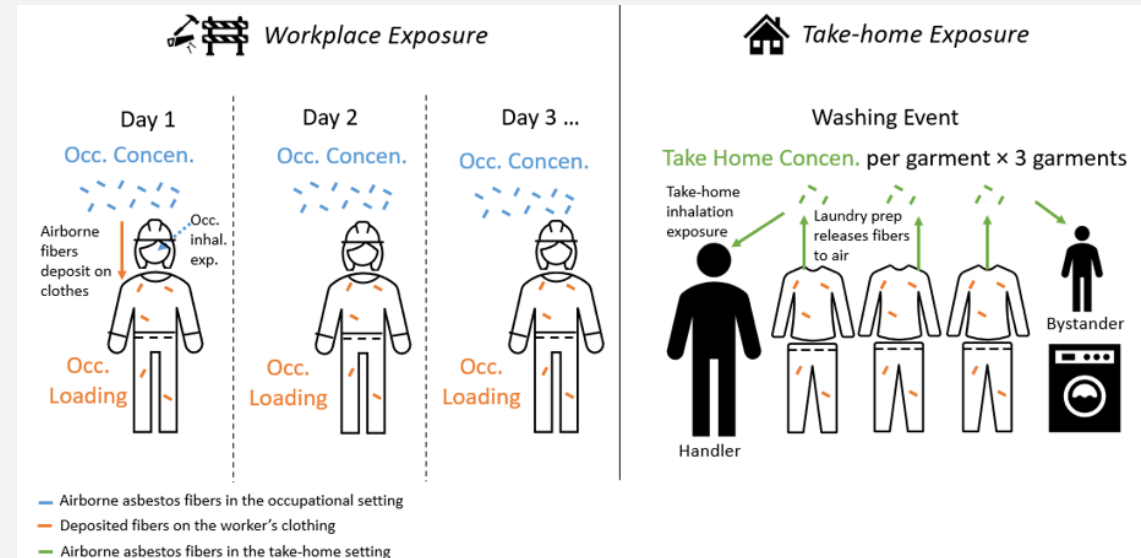 Workplace Exposure
Day 1
Day 2
Day 3 ...
Occ. Concen.
Occ. Concen.
Occ. Concen.
Airborne
fibers
deposit on
clothes
Occ.
inhal.
exp.
Occ.
Loading
Occ.
Loading
Occ.
Loading
Take-home Exposure
Washing Event
Take Home Concen. per garment × 3 garments
Take-home
inhalation
exposure
Laundry prep
releases fibers
to air
Handler
Bystander
Airborne asbestos fibers in the occupational setting
Deposited fibers on the worker's clothing
Airborne asbestos fibers in the take-home setting